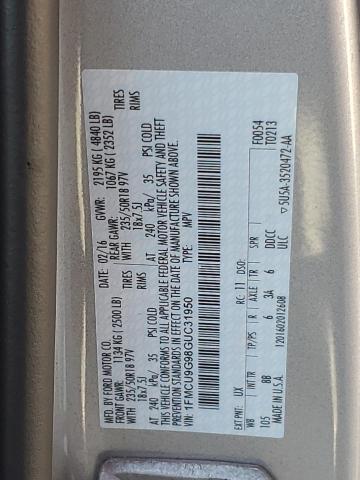 MFD. BY FORD MOTOR CO.
DATE: 02/16 GVWR: 2195 KG ( 4840 LB)
FRONT GAWR: 1134 KG ( 2500 LB) REAR GAWR: 1067 KG ( 2352 LB)
WITH 235/50R18 97V TIRES WITH 235/50R18 97V TIRES
18x7.5J RIMS 18x7.5J RIMS
AT 240 kPa/ 35 PSI COLD AT 240 kPa/ 35 PSI COLD
THIS VEHICLE CONFORMS TO ALL APPLICABLE FEDERAL MOTOR VEHICLE SAFETY AND THEFT
PREVENTION STANDARDS IN EFFECT ON THE DATE OF MANUFACTURE SHOWN ABOVE.
VIN: 1FMCU9G98GUC31950
TYPE: MPV
F0054
T0213
EXT PNT: UX RC: 11 DSO:
WB INT TR TP/PS R AXLE TR SPR
105 BB 6 3A 6 DDCC
MADE IN U.S.A. ULC
1201602012608
▽5U5A-3520472-AA